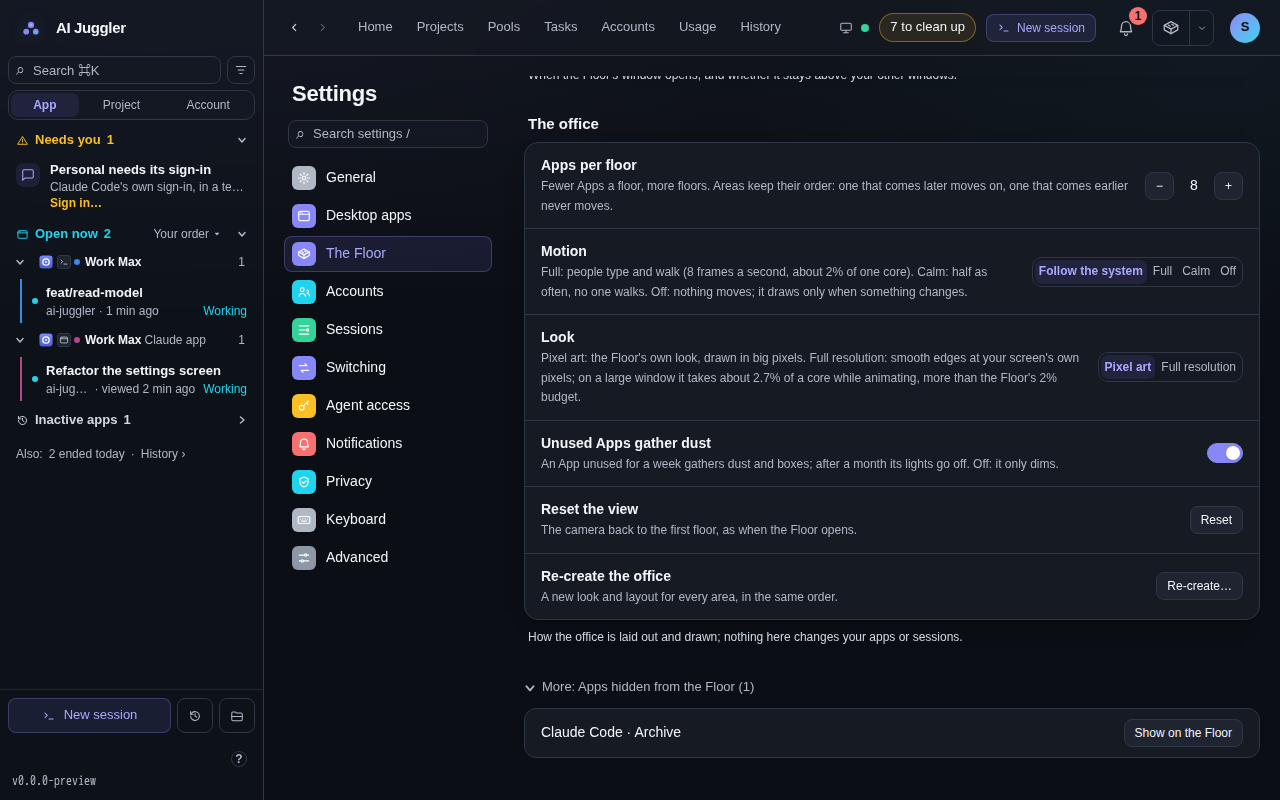 AI Juggler
Search ⌘K
App Project Account
Needs you 1
Personal needs its sign-in
Claude Code's own sign-in, in a te…
Sign in…
Open now 2 Your order
Work Max 1
feat/read-model
ai-juggler · 1 min ago Working
Work Max Claude app 1
Refactor the settings screen
ai-jug… · viewed 2 min ago Working
Inactive apps 1
Also: 2 ended today · History ›
New session
?
v0.0.0-preview
Home Projects Pools Tasks Accounts Usage History
7 to clean up
New session
1
S
Settings
Search settings /
General
Desktop apps
The Floor
Accounts
Sessions
Switching
Agent access
Notifications
Privacy
Keyboard
Advanced
When the Floor's window opens, and whether it stays above your other windows.
The office
Apps per floor
Fewer Apps a floor, more floors. Areas keep their order: one that comes later moves on, one that comes earlier
never moves.
− 8 +
Motion
Full: people type and walk (8 frames a second, about 2% of one core). Calm: half as
often, no one walks. Off: nothing moves; it draws only something changes.
Follow the system Full Calm Off
Look
Pixel art: the Floor's own look, drawn in big pixels. Full resolution: smooth edges at your screen's own
pixels; on a large window it takes about 2.7% of a core while animating, more than the Floor's 2%
budget.
Pixel art Full resolution
Unused Apps gather dust
An App unused for a week gathers dust and boxes; after a month its lights go off. Off: it only dims.
Reset the view
The camera back to the first floor, as when the Floor opens.
Reset
Re-create the office
A new look and layout for every area, in the same order.
Re-create…
How the office is laid out and drawn; nothing here changes your apps or sessions.
More: Apps hidden from the Floor (1)
Claude Code · Archive
Show on the Floor